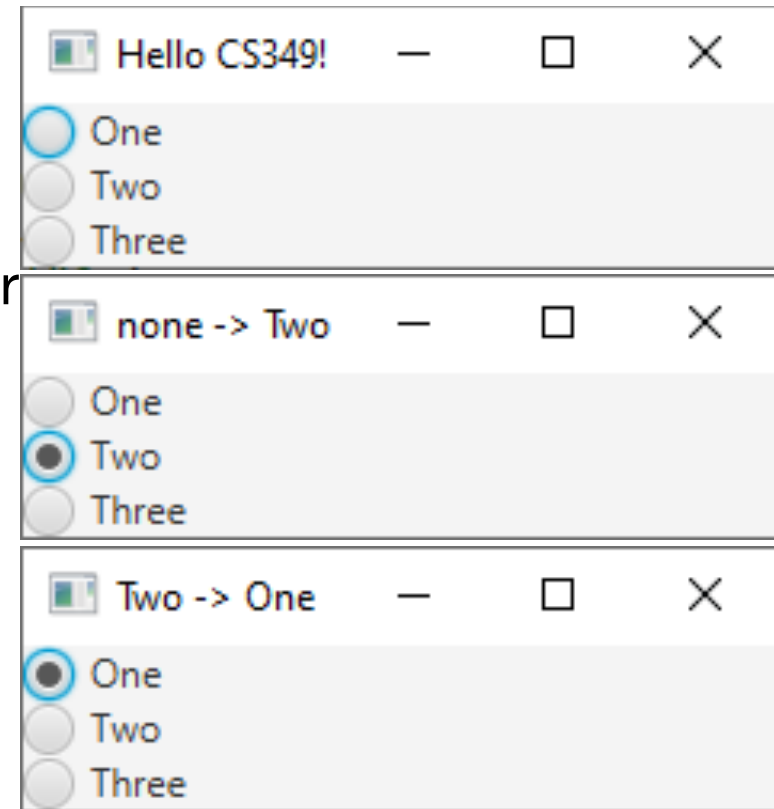 Hello CS349!
One
Two
Three
r
none -> Two
One
Two
Three
Two -> One
One
Two
Three